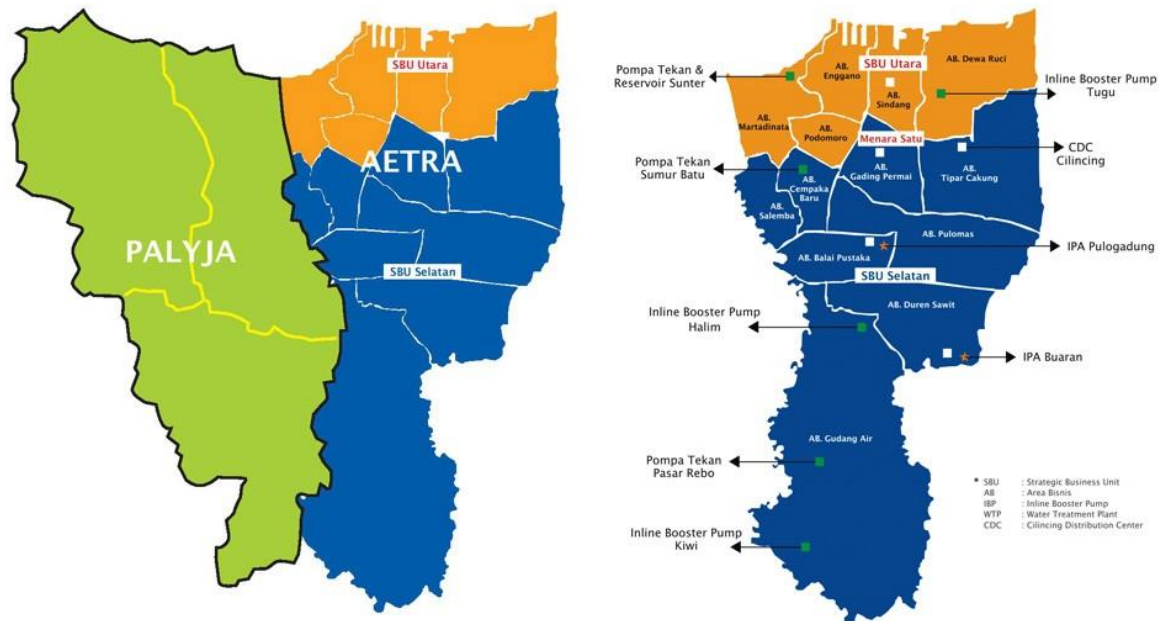 SBU Utara
AETRA
PALYJA
SBU Selatan
Pompa Tekan &
Reservoir Sunter
AB.
Enggano
SBU Utara
AB. Dewa Ruci
AB.
Sindang
Inline Booster Pump
Tugu
AB.
Martadinata
AB.
Podomoro
Menara Satu
CDC
Cilincing
Pompa Tekan
Sumur Batu
AB.
Cempaka
Baru
AB.
Gading Permai
AB.
Tipar Cakung
AB.
Salemba
AB. Pulomas
AB. Balai Pustaka
IPA Pulogadung
SBU Selatan
AB. Duren Sawit
Inline Booster Pump
Halim
IPA Buaran
AB. Gudang Air
Pompa Tekan
Pasar Rebo
* SBU : Strategic Business Unit
AB : Area Bisnis
IBP : Inline Booster Pump
WTP : Water Treatment Plant
CDC : Cilincing Distribution Center
Inline Booster Pump
Kiwi